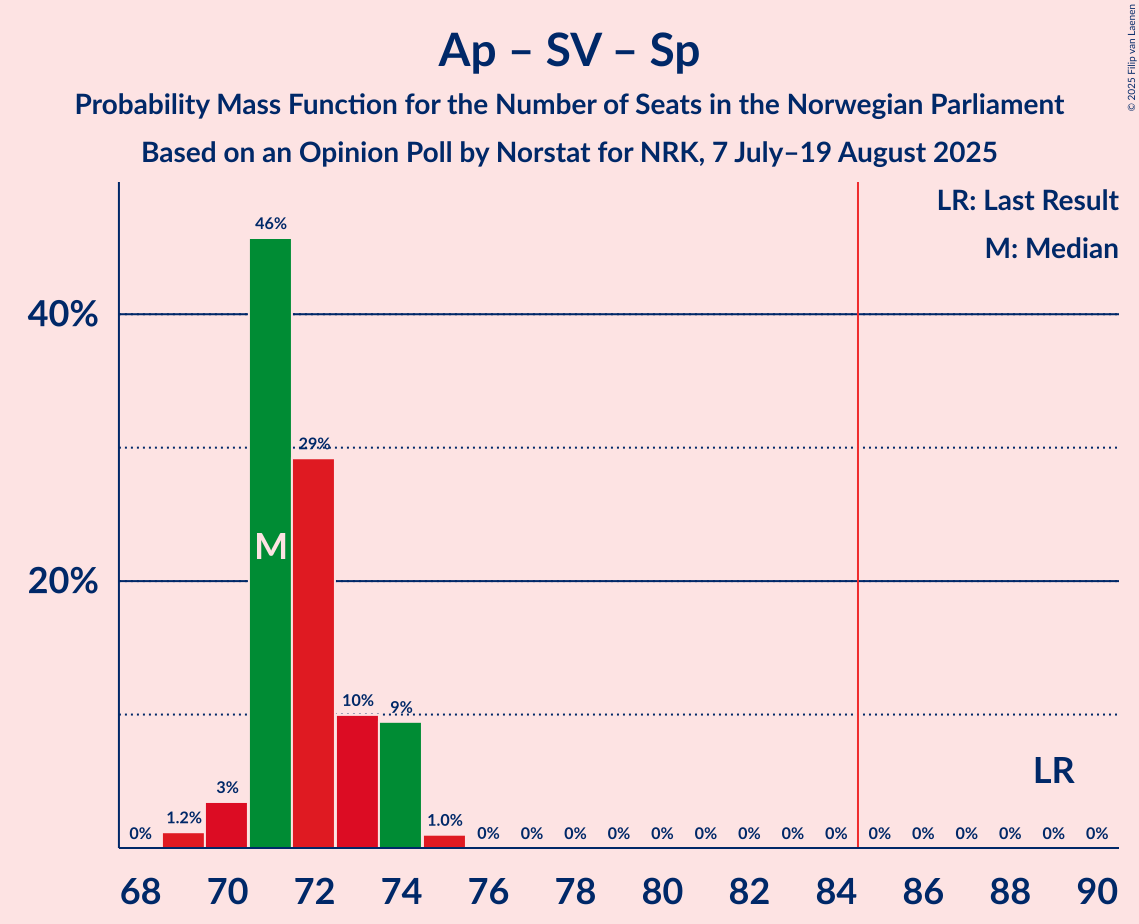 Ap – SV – Sp
Probability Mass Function for the Number of Seats in the Norwegian Parliament
Based on an Opinion Poll by Norstat for NRK, 7 July–19 August 2025
© 2025 Filip van Laenen
LR: Last Result
M: Median
40%
20%
0% 1.2% 3% 46% 29% 10% 9% 1.0% 0% 0% 0% 0% 0% 0% 0% 0% 0% 0% 0% 0% 0% 0% 0%
M
LR
68 70 72 74 76 78 80 82 84 86 88 90